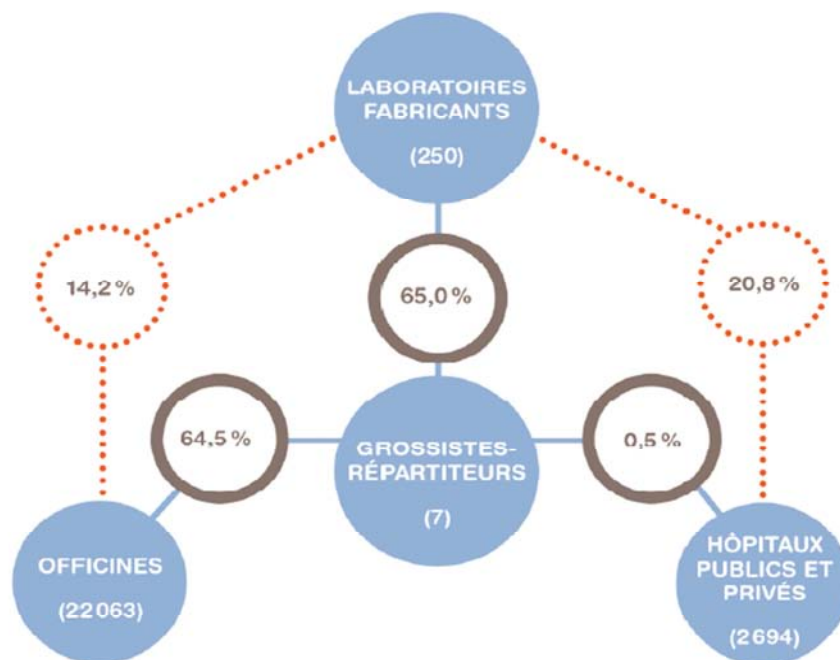 LABORATOIRES
FABRICANTS
(250)
14,2 %
65,0 %
20,8 %
64,5 %
GROSSISTES-
RÉPARTITEURS
(7)
0,5 %
OFFICINES
(22 063)
HÔPITAUX
PUBLICS ET
PRIVÉS
(2 694)